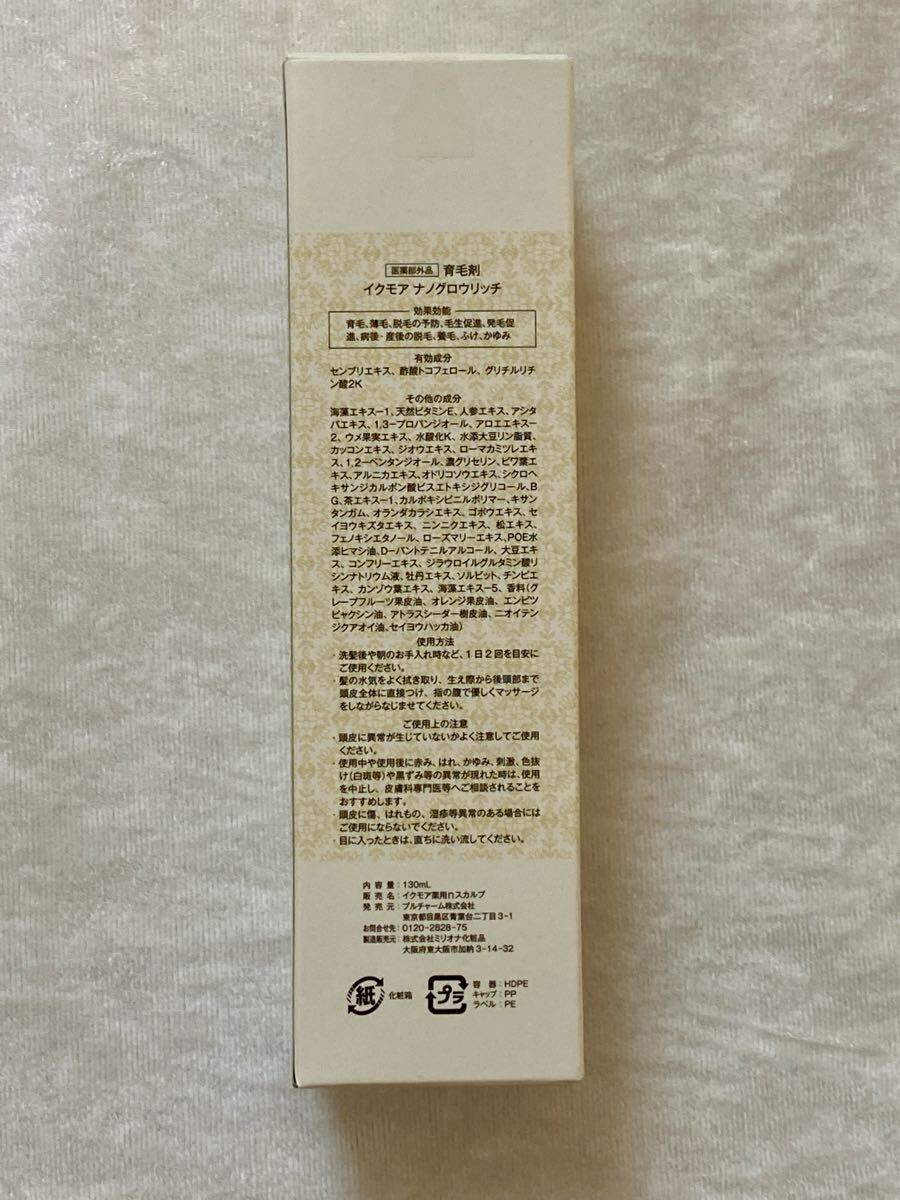 医薬部外品 育毛剤
イクモア ナノグロウリッチ
効果効能
育毛、薄毛、脱毛の予防、毛生促進、発毛促
進、病後・産後の脱毛、養毛、ふけ、かゆみ
有効成分
センブリエキス、酢酸トコフェロール、グリチルリチ
ン酸2K
その他の成分
海藻エキス-1、天然ビタミンE、人参エキス、アシタ
バエキス、1,3-プロパンジオール、アロエエキス-
2、ウメ果実エキス、水酸化K、水添大豆リン脂質、
カッコンエキス、ジオウエキス、ローマカミツレエキ
ス、1,2-ペンタンジオール、濃グリセリン、ビワ葉エ
キス、アルニカエキス、オドリコソウエキス、シクロヘ
キサンジカルボン酸ビスエトキシジグリコール、B
G、茶エキス-1、カルボキシビニルポリマー、キサン
タンガム、オランダカラシエキス、ゴボウエキス、セ
イヨウキズタエキス、ニンニクエキス、松エキス、
フェノキシエタノール、ローズマリーエキス、POE水
添ヒマシ油、D-パントテニルアルコール、大豆エキ
ス、コンフリーエキス、ジラウロイルグルタミン酸リ
シンナトリウム液、牡丹エキス、ソルビット、チンピエ
キス、カンゾウ葉エキス、海藻エキス-5、香料(グ
レープフルーツ果皮油、オレンジ果皮油、エンピツ
ビャクシン油、アトラスシーダー樹皮油、ニオイテン
ジクアオイ油、セイヨウハッカ油)
使用方法
・洗髪後や朝のお手入れ時など、1日2回を目安に
ご使用ください。
・髪の水気をよく拭き取り、生え際から後頭部まで
頭皮全体に直接つけ、指の腹で優しくマッサージ
をしながらなじませてください。
ご使用上の注意
・頭皮に異常が生じていないかよく注意してご使用
ください。
・使用中や使用後に赤み、はれ、かゆみ、刺激、色抜
け(白斑等)や黒ずみ等の異常が現れた時は、使用
を中止し、皮膚科専門医等へご相談されることを
おすすめします。
・頭皮に傷、はれもの、湿疹等異常のある場合には
ご使用にならないでください。
・目に入ったときは、直ちに洗い流してください。
内容量：130mL
販売名：イクモア薬用nスカルプ
発売元：プルチャーム株式会社
東京都目黒区青葉台二丁目3-1
お問合せ先：0120-2828-75
製造販売元：株式会社ミリオナ化粧品
大阪府東大阪市加納3-14-32
紙 化粧箱
プラ 容器：HDPE
キャップ：PP
ラベル：PE